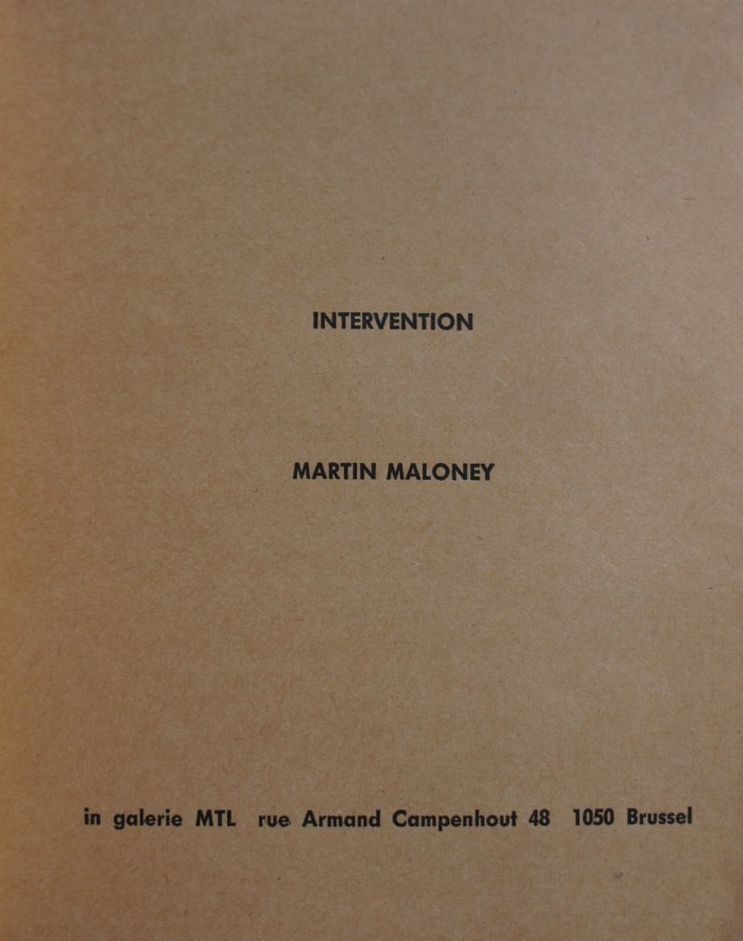 INTERVENTION
MARTIN MALONEY
in galerie MTL rue Armand Campenhout 48 1050 Brussel